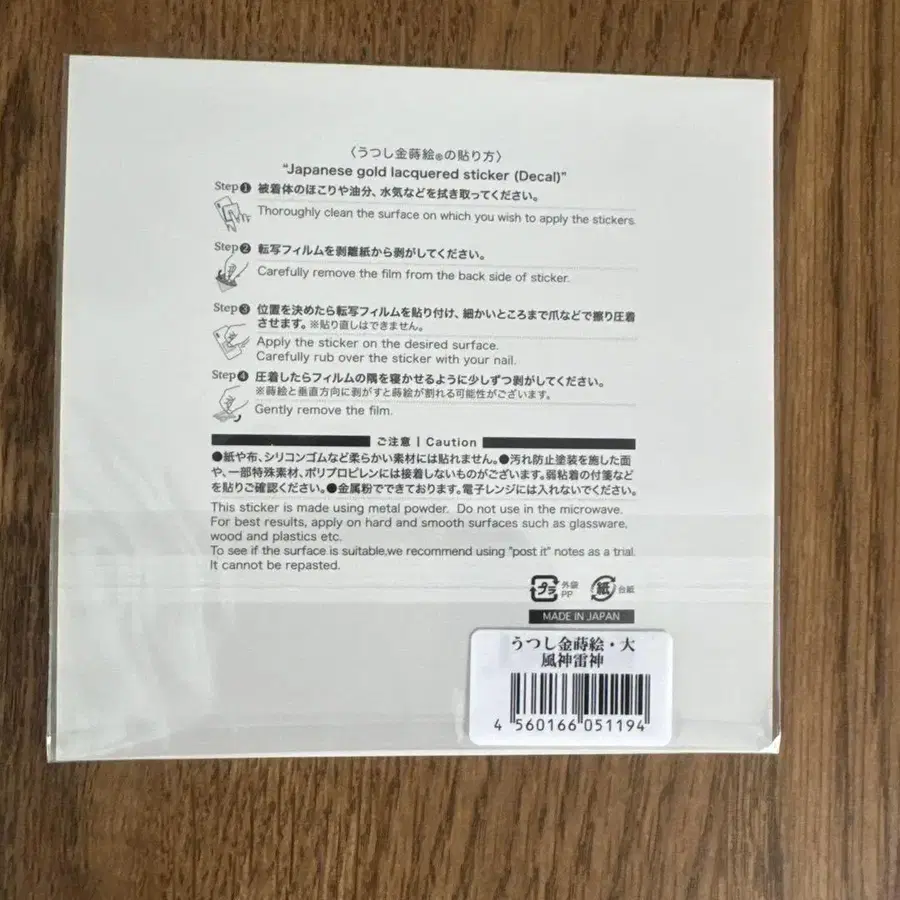 〈うつし金蒔絵®の貼り方〉
"Japanese gold lacquered sticker (Decal)"
Step❶ 被着体のほこりや油分、水気などを拭き取ってください。
Thoroughly clean the surface on which you wish to apply the stickers.
Step❷ 転写フィルムを剥離紙から剥がしてください。
Carefully remove the film from the back side of sticker.
Step❸ 位置を決めたら転写フィルムを貼り付け、細かいところまで爪などで擦り圧着
させます。※貼り直しはできません。
Apply the sticker on the desired surface.
Carefully rub over the sticker with your nail.
Step❹ 圧着したらフィルムの隅を寝かせるように少しずつ剥がしてください。
※蒔絵と垂直方向に剥がすと蒔絵が割れる可能性がございます。
Gently remove the film.
ご注意 | Caution
●紙や布、シリコンゴムなど柔らかい素材には貼れません。●汚れ防止塗装を施した面
や、一部特殊素材、ポリプロピレンには接着しないものがございます。弱粘着の付箋など
を貼りご確認ください。●金属粉でできております。電子レンジには入れないでください。
This sticker is made using metal powder. Do not use in the microwave.
For best results, apply on hard and smooth surfaces such as glassware,
wood and plastics etc.
To see if the surface is suitable,we recommend using "post it" notes as a trial.
It cannot be repasted.
プラ 外袋 PP 紙 台紙
MADE IN JAPAN
うつし金蒔絵・大
風神雷神
4 560166 051194